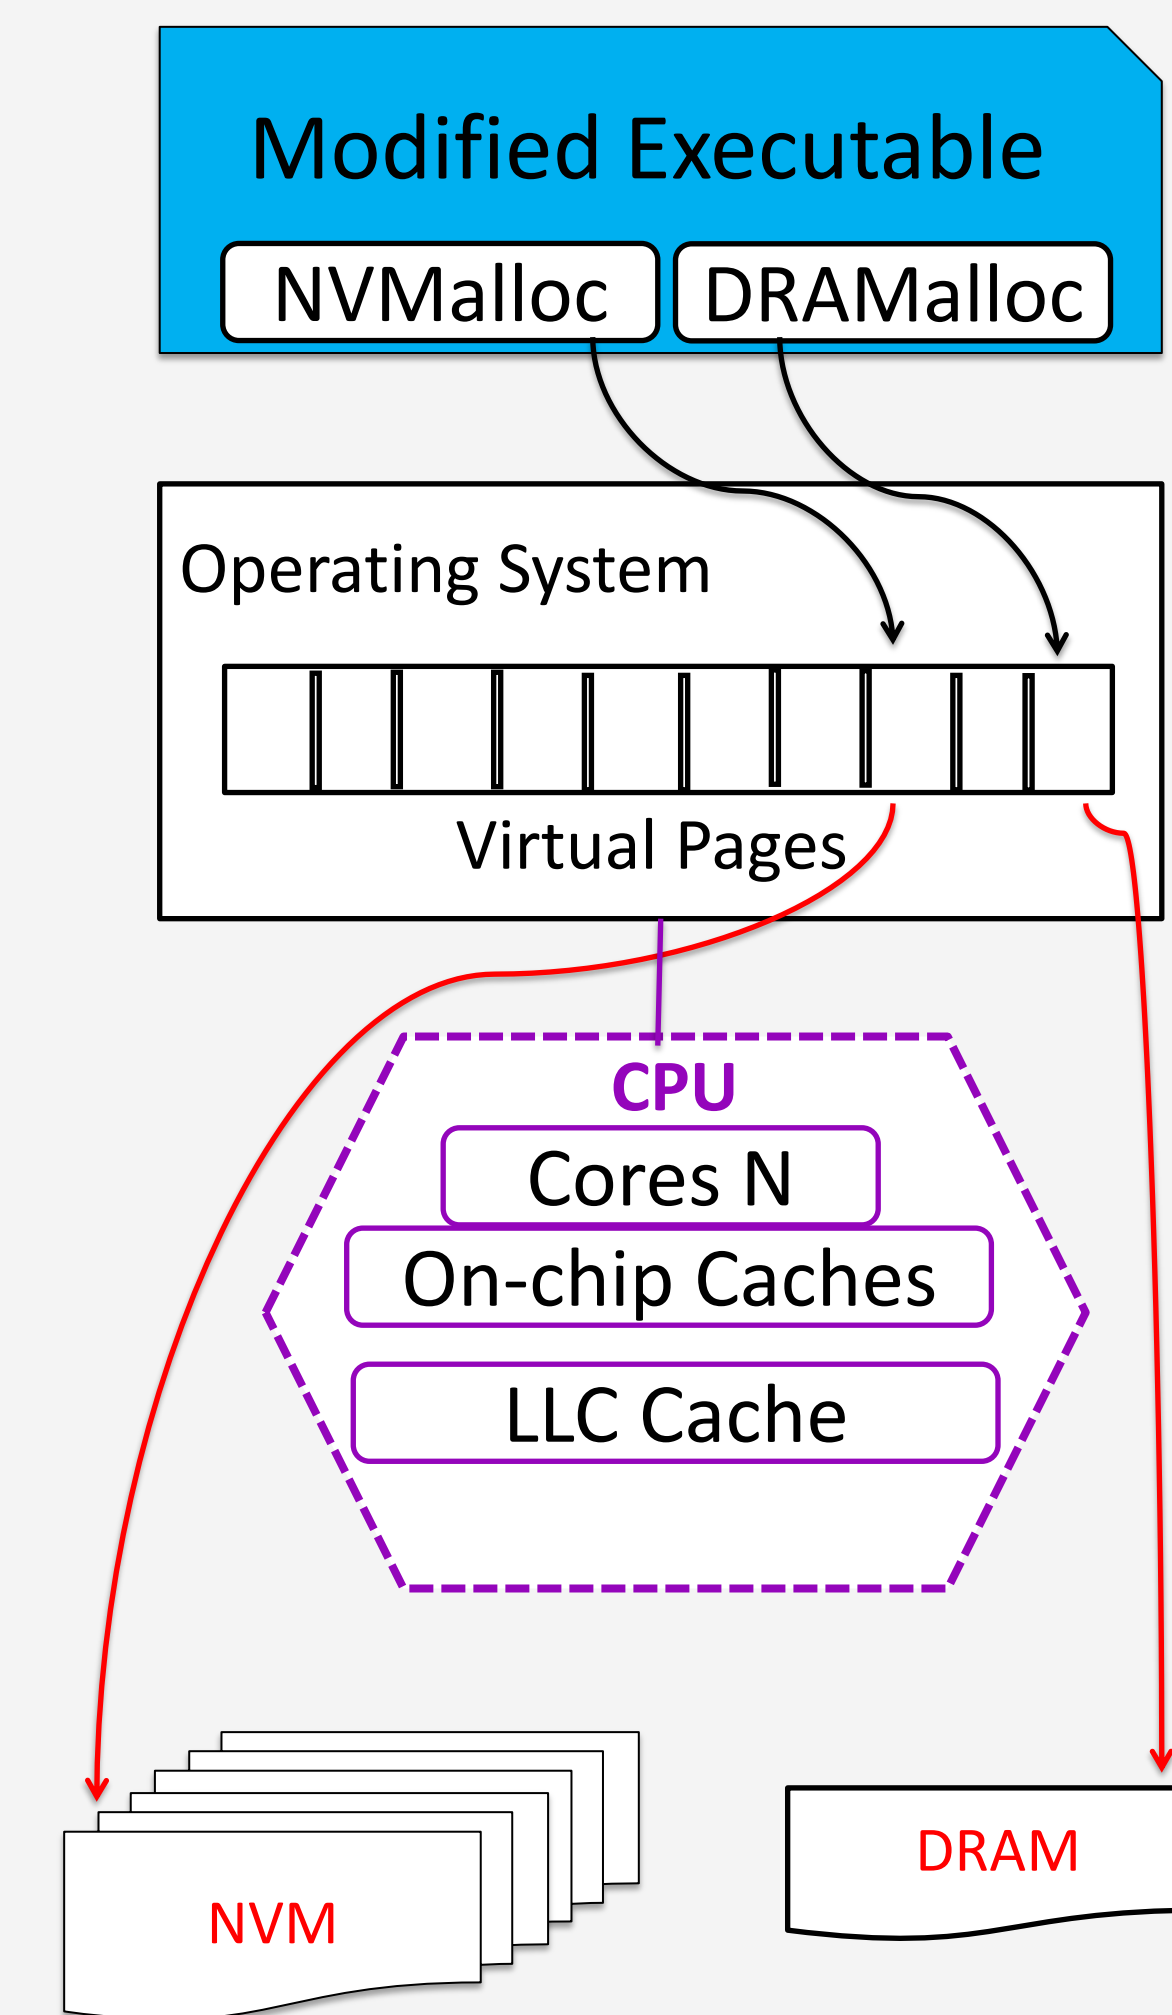 Modified Executable
NVMalloc
DRAMalloc
Operating System
Virtual Pages
CPU
Cores N
On-chip Caches
LLC Cache
DRAM
NVM